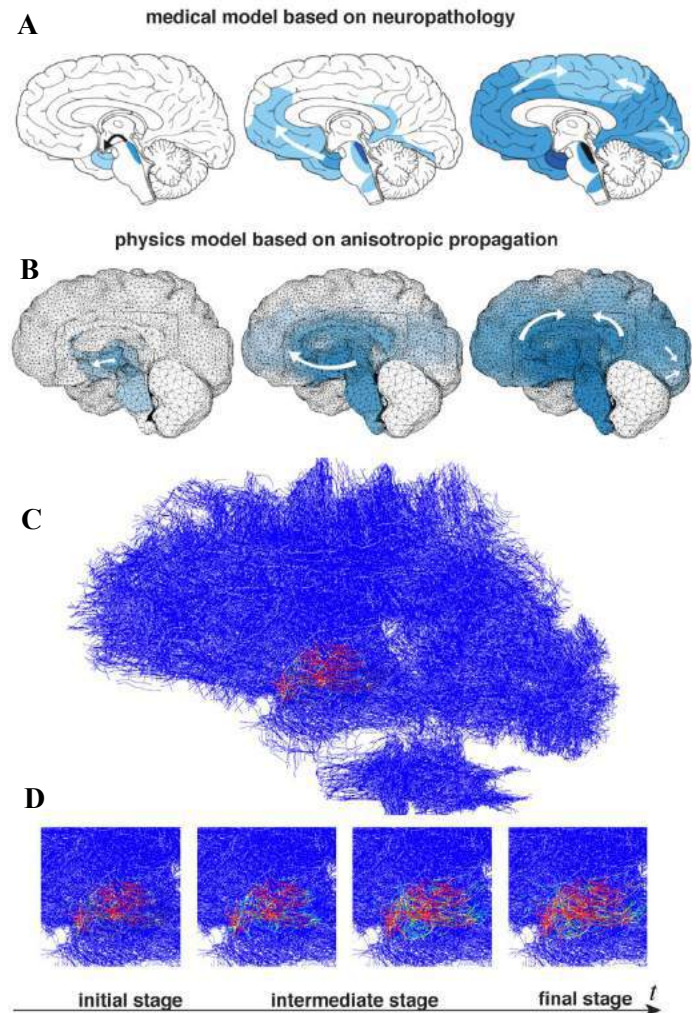 A
medical model based on neuropathology
physics model based on anisotropic propagation
B
C
D
initial stage intermediate stage final stage t